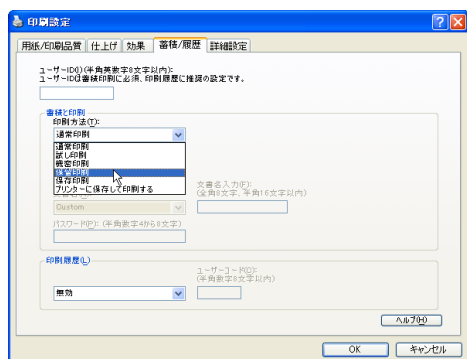 印刷設定
用紙/印刷品質 仕上げ 効果 蓄積/履歴 詳細設定
ユーザーID(I)(半角英数字8文字以内):
ユーザーIDは蓄積印刷に必須、印刷履歴に推奨の設定です。
蓄積と印刷
印刷方法(T):
通常印刷
通常印刷
試し印刷
機密印刷
保留印刷
保存印刷
プリンターに保存して印刷する
文書名入力(F):
(全角8文字、半角16文字以内)
Custom
パスワード(P): (半角数字4から8文字)
印刷履歴(L)
ユーザーコード(C):
(半角数字8文字以内)
無効
ヘルプ(H)
OK キャンセル